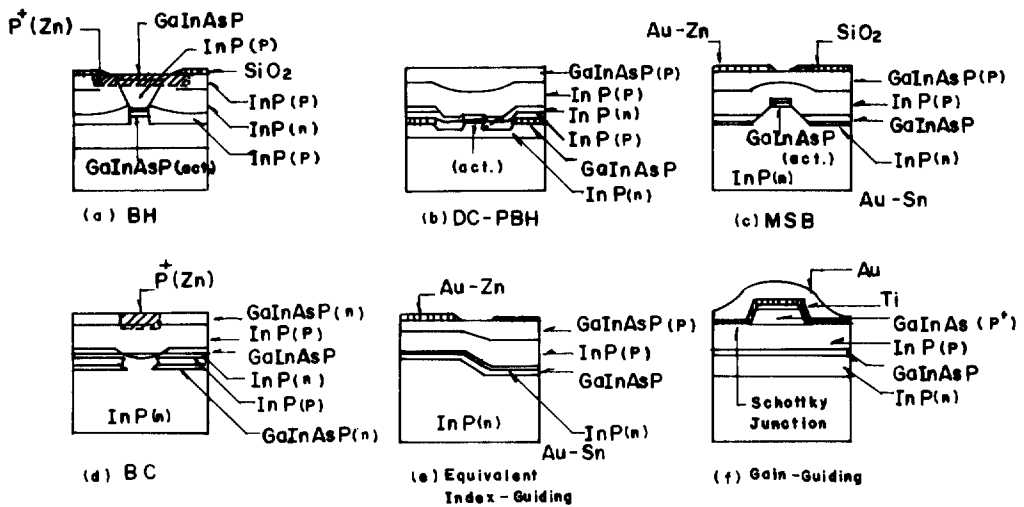 P⁺(Zn)
GaInAsP
InP(P)
SiO₂
InP(P)
InP(n)
InP(P)
GaInAsP(act.)
(a) BH
GaInAsP(P)
InP(P)
InP(n)
InP(P)
GaInAsP
InP(n)
(act.)
(b) DC-PBH
Au-Zn
SiO₂
GaInAsP(P)
InP(P)
GaInAsP
GaInAsP
(act.)
InP(n)
InP(n)
Au-Sn
(c) MSB
P⁺(Zn)
GaInAsP(n)
InP(P)
GaInAsP
InP(n)
InP(P)
GaInAsP(n)
InP(n)
(d) BC
Au-Zn
GaInAsP(P)
InP(P)
GaInAsP
InP(n)
InP(n)
Au-Sn
(e) Equivalent
Index-Guiding
Au
Ti
GaInAs(P⁺)
InP(P)
GaInAsP
InP(n)
Schottky
Junction
(f) Gain-Guiding